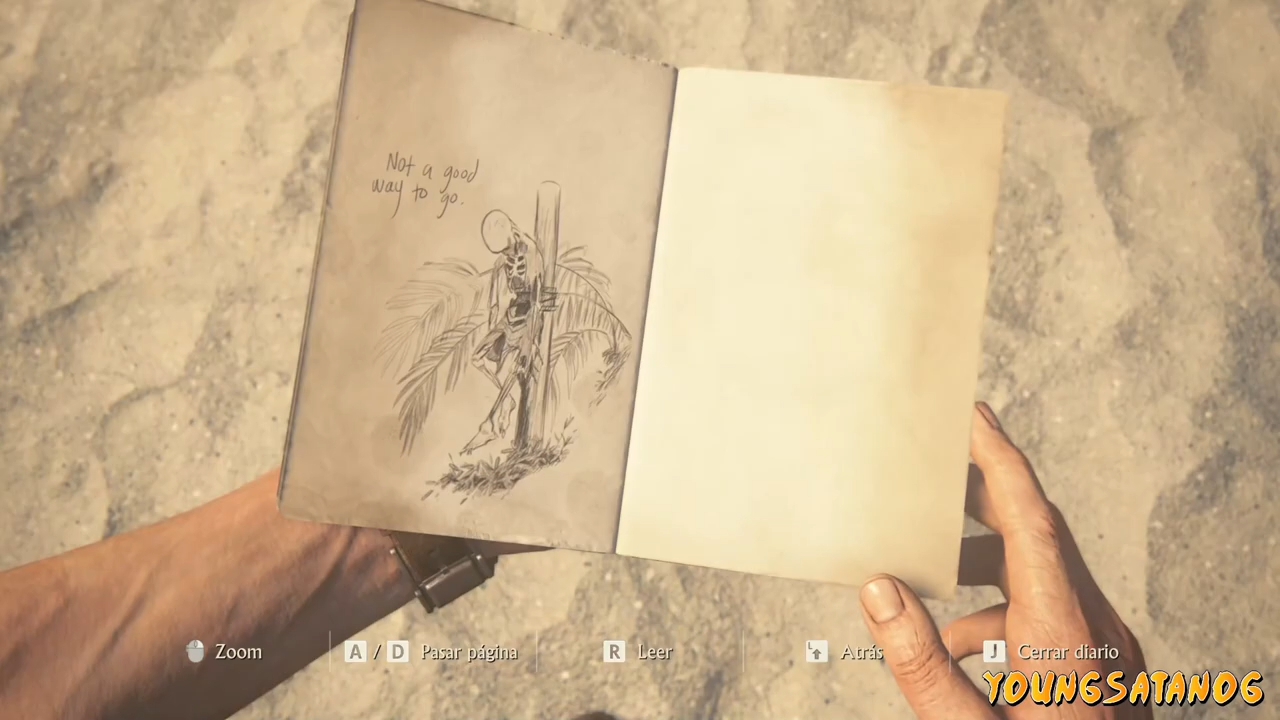 Not a good
way to go.
Zoom
A / D Pasar página
R Leer
Atrás
J Cerrar diario
YOUNGSATANOG